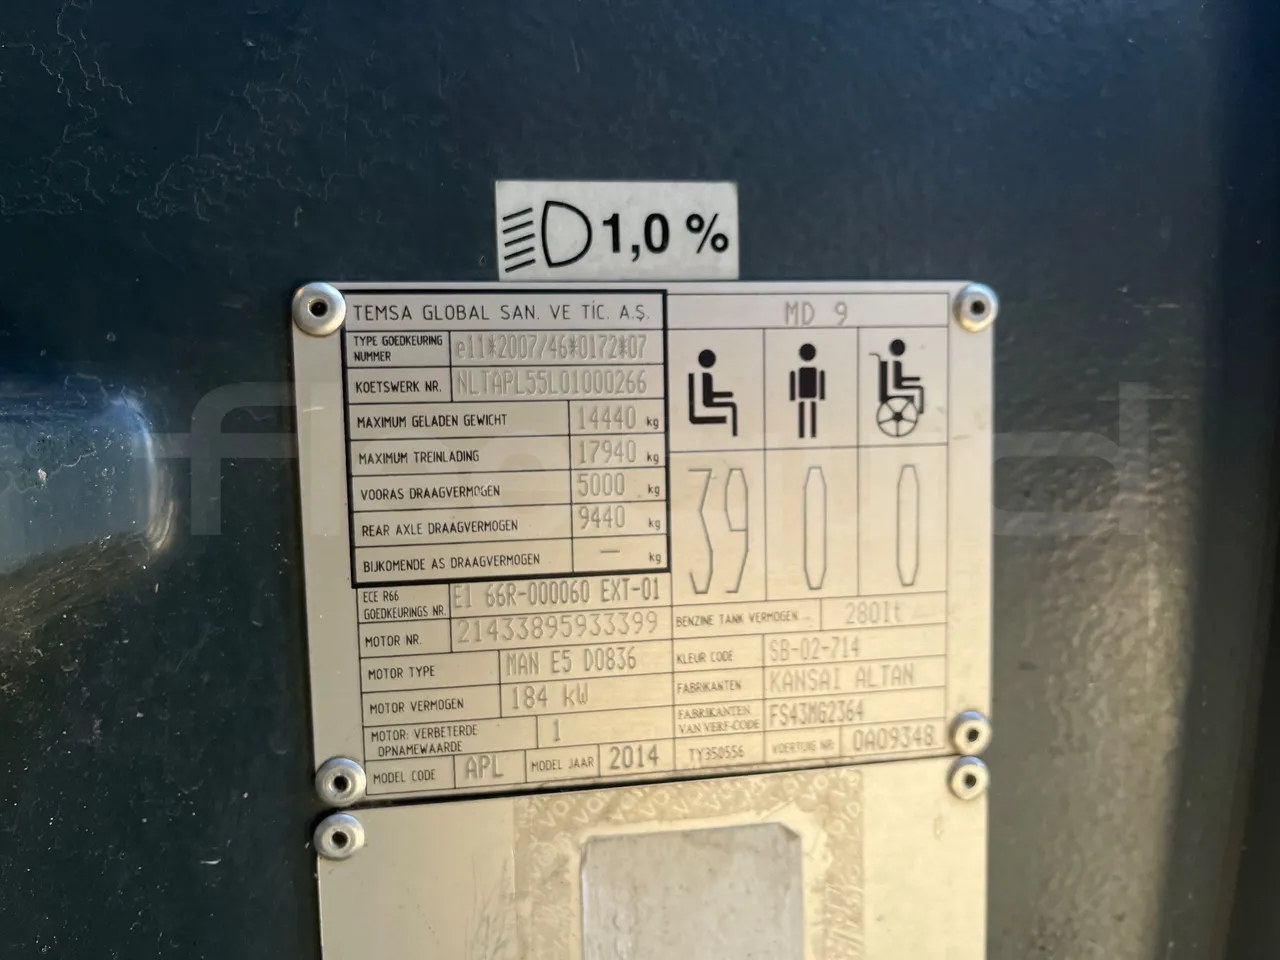 1,0 %
TEMSA GLOBAL SAN. VE TİC. A.Ş.
MD 9
TYPE GOEDKEURING NUMMER e11*2007/46*0172*07
KOETSWERK NR. NLTAPL55L01000266
MAXIMUM GELADEN GEWICHT 14440 kg
MAXIMUM TREINLADING 17940 kg
VOORAS DRAAGVERMOGEN 5000 kg
REAR AXLE DRAAGVERMOGEN 9440 kg
BIJKOMENDE AS DRAAGVERMOGEN — kg
39 0 0
ECE R66 GOEDKEURINGS NR. E1 66R-000060 EXT-01
MOTOR NR. 21433895933399
MOTOR TYPE MAN E5 D0836
MOTOR VERMOGEN 184 kW
MOTOR: VERBETERDE OPNAMEWAARDE 1
MODEL CODE APL MODEL JAAR 2014
BENZINE TANK VERMOGEN 280lt
KLEUR CODE SB-02-714
FABRIKANTEN KANSAI ALTAN
FABRIKANTEN VAN VERF-CODE FS43MG2364
TY350556 VOERTUIG NR: 0A09348